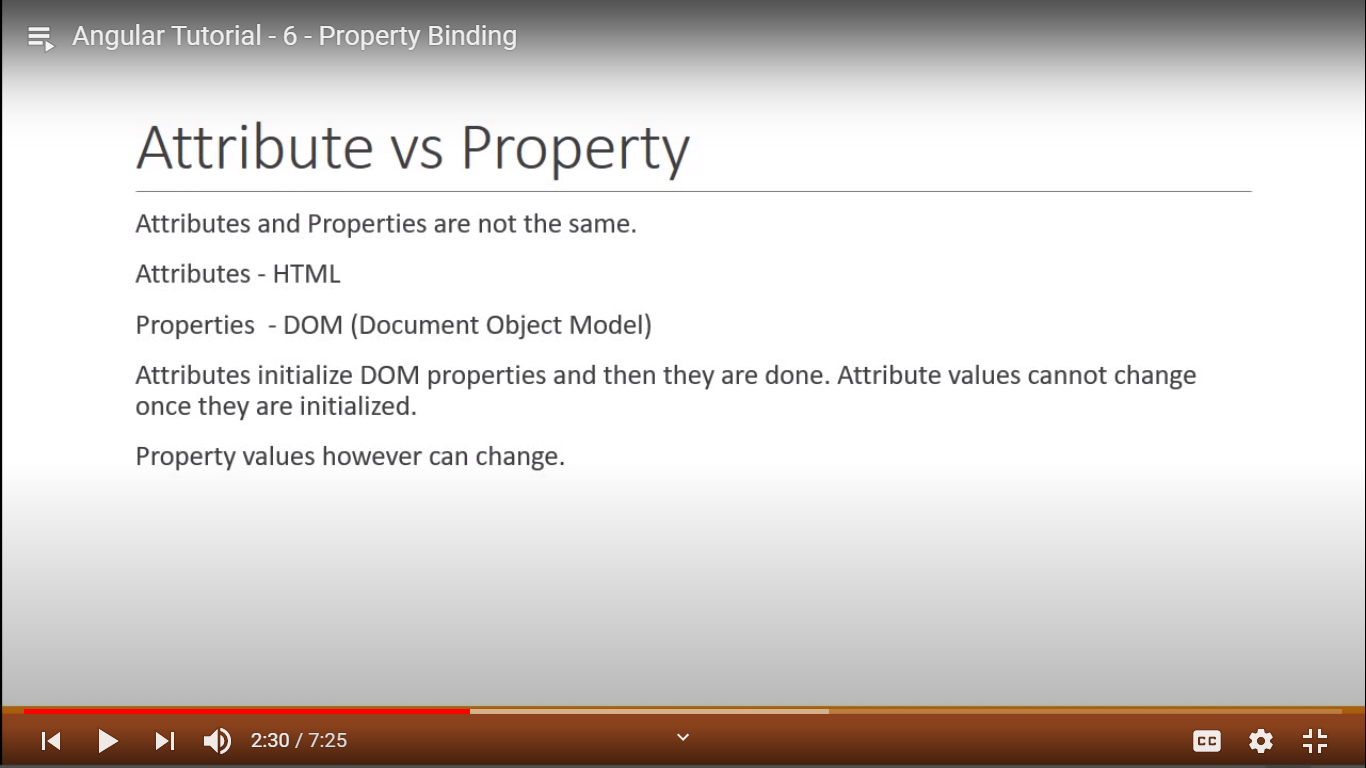 Angular Tutorial - 6 - Property Binding
Attribute vs Property
Attributes and Properties are not the same.
Attributes - HTML
Properties  - DOM (Document Object Model)
Attributes initialize DOM properties and then they are done. Attribute values cannot change
once they are initialized.
Property values however can change.
2:30 / 7:25
CC